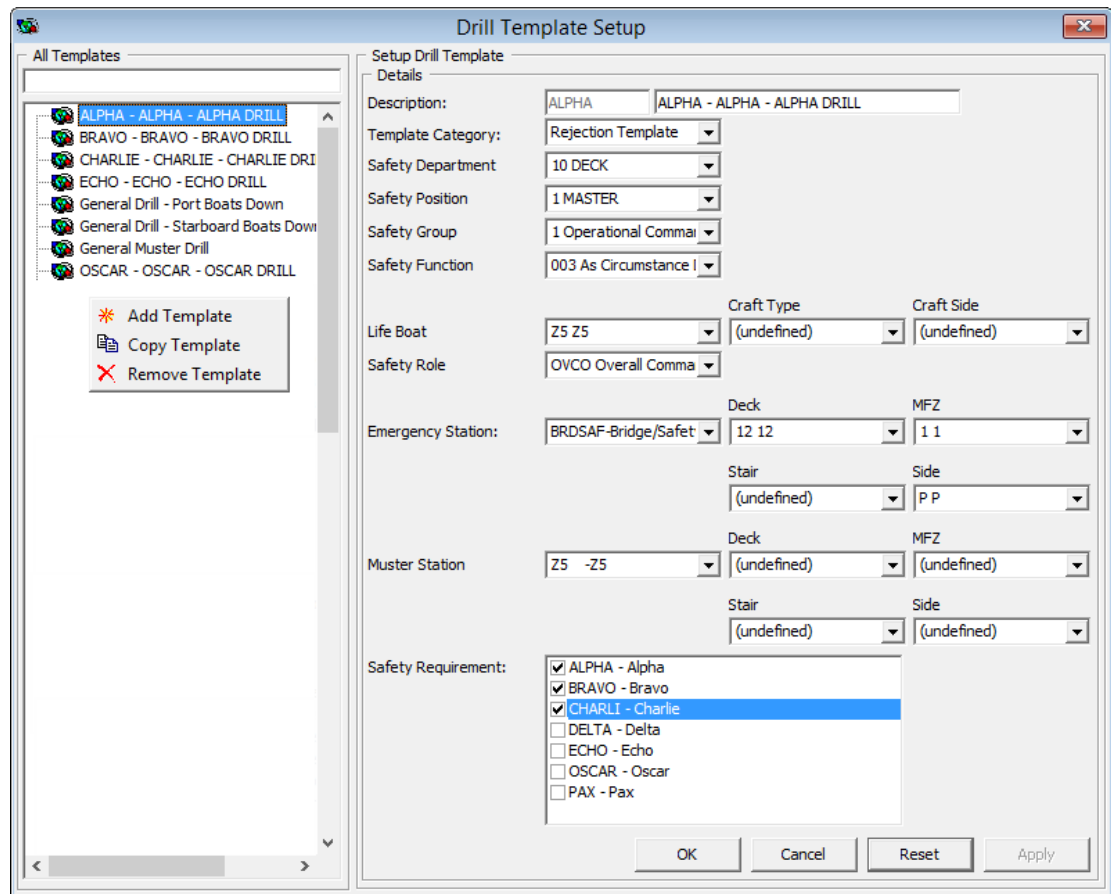 Drill Template Setup
All Templates
ALPHA - ALPHA - ALPHA DRILL
BRAVO - BRAVO - BRAVO DRILL
CHARLIE - CHARLIE - CHARLIE DRI
ECHO - ECHO - ECHO DRILL
General Drill - Port Boats Down
General Drill - Starboard Boats Down
General Muster Drill
OSCAR - OSCAR - OSCAR DRILL
Add Template
Copy Template
Remove Template
Setup Drill Template
Details
Description: ALPHA ALPHA - ALPHA - ALPHA DRILL
Template Category: Rejection Template
Safety Department 10 DECK
Safety Position 1 MASTER
Safety Group 1 Operational Comma
Safety Function 003 As Circumstance
Craft Type Craft Side
Life Boat Z5 Z5 (undefined) (undefined)
Safety Role OVCO Overall Comma
Deck MFZ
Emergency Station: BRDSAF-Bridge/Safet 12 12 1 1
Stair Side
(undefined) P P
Deck MFZ
Muster Station Z5 -Z5 (undefined) (undefined)
Stair Side
(undefined) (undefined)
Safety Requirement: ALPHA - Alpha
BRAVO - Bravo
CHARLI - Charlie
DELTA - Delta
ECHO - Echo
OSCAR - Oscar
PAX - Pax
OK Cancel Reset Apply